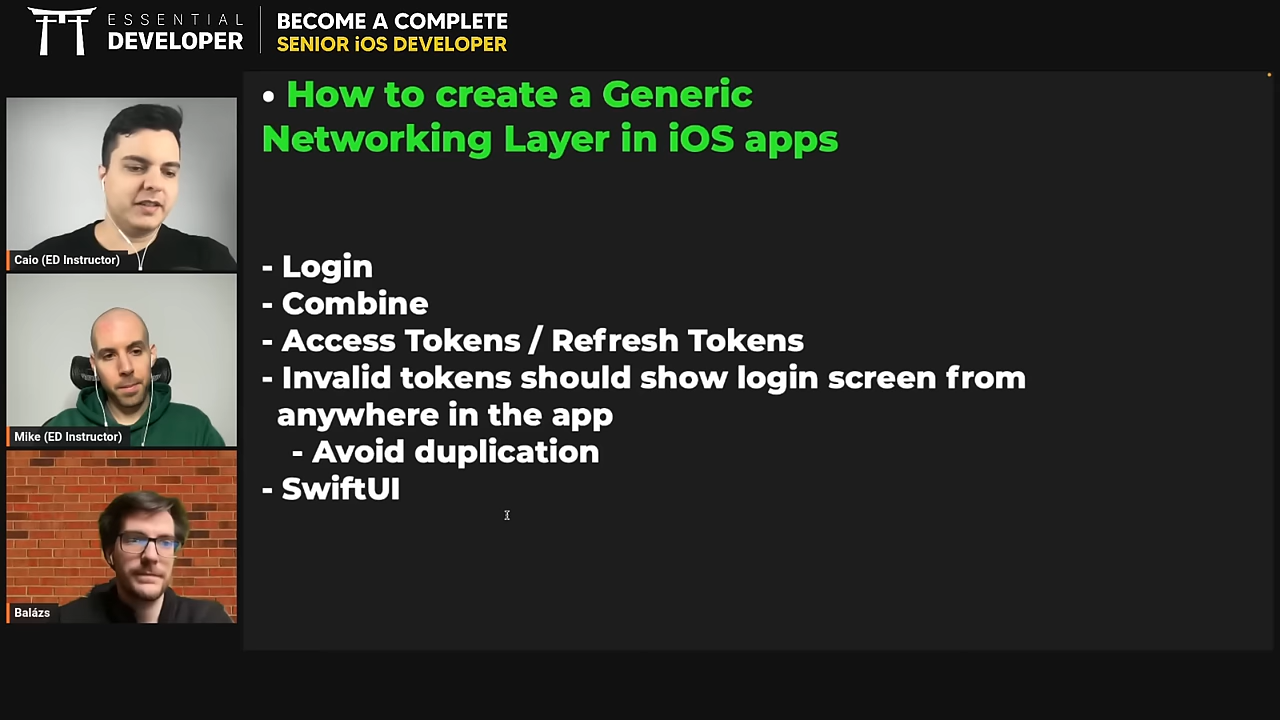 ESSENTIAL
DEVELOPER
BECOME A COMPLETE
SENIOR iOS DEVELOPER
• How to create a Generic
Networking Layer in iOS apps
- Login
- Combine
- Access Tokens / Refresh Tokens
- Invalid tokens should show login screen from
anywhere in the app
- Avoid duplication
- SwiftUI
Caio (ED Instructor)
Mike (ED Instructor)
Balázs